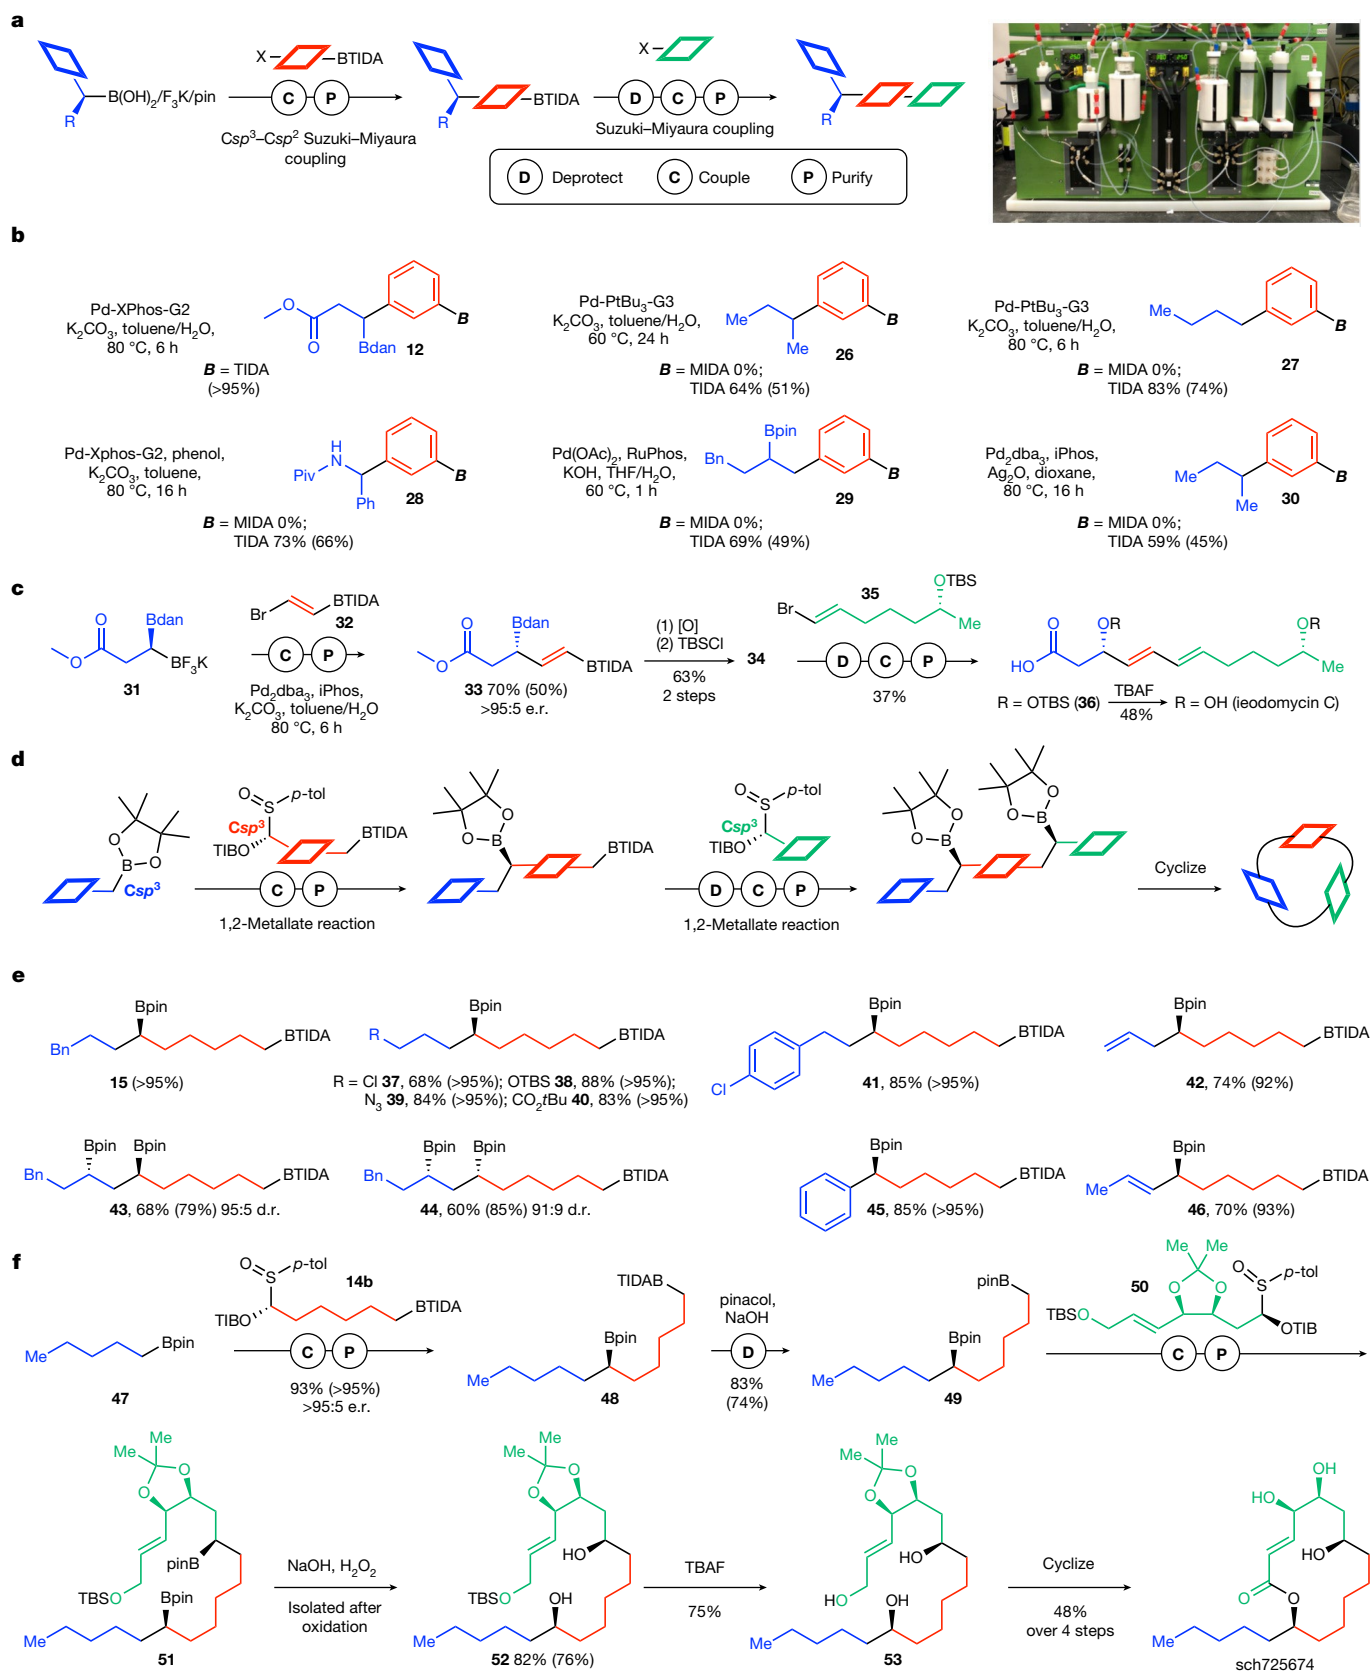 a
X
BTIDA
B(OH)2/F3K/pin
R
C P
Csp3–Csp2 Suzuki–Miyaura
coupling
BTIDA
R
X
D C P
Suzuki–Miyaura coupling
R
D Deprotect C Couple P Purify
b
Pd-XPhos-G2
K2CO3, toluene/H2O,
80 °C, 6 h
O
O
Bdan
B
12
B = TIDA
(>95%)
Pd-PtBu3-G3
K2CO3, toluene/H2O,
60 °C, 24 h
Me
Me
B
26
B = MIDA 0%;
TIDA 64% (51%)
Pd-PtBu3-G3
K2CO3, toluene/H2O,
80 °C, 6 h
Me
B
27
B = MIDA 0%;
TIDA 83% (74%)
Pd-Xphos-G2, phenol,
K2CO3, toluene,
80 °C, 16 h
H
N
Piv
Ph
B
28
B = MIDA 0%;
TIDA 73% (66%)
Pd(OAc)2, RuPhos,
KOH, THF/H2O,
60 °C, 1 h
Bpin
Bn
B
29
B = MIDA 0%;
TIDA 69% (49%)
Pd2dba3, iPhos,
Ag2O, dioxane,
80 °C, 16 h
Me
Me
B
30
B = MIDA 0%;
TIDA 59% (45%)
c
O
O
Bdan
BF3K
31
Br
BTIDA
32
C P
Pd2dba3, iPhos,
K2CO3, toluene/H2O
80 °C, 6 h
O
O
Bdan
BTIDA
33 70% (50%)
>95:5 e.r.
(1) [O]
(2) TBSCl
63%
2 steps
34
35
OTBS
Br
Me
D C P
37%
O
HO
OR
OR
Me
R = OTBS (36)
TBAF
48%
R = OH (ieodomycin C)
d
O
O
B
Csp3
O
S
p-tol
Csp3
TIBO
BTIDA
C P
1,2-Metallate reaction
O
O
B
BTIDA
O
S
p-tol
Csp3
TIBO
D C P
1,2-Metallate reaction
O
O
B
O
O
B
Cyclize
e
Bpin
Bn
BTIDA
15 (>95%)
Bpin
R
BTIDA
R = Cl 37, 68% (>95%); OTBS 38, 88% (>95%);
N3 39, 84% (>95%); CO2tBu 40, 83% (>95%)
Bpin
BTIDA
Cl
41, 85% (>95%)
Bpin
BTIDA
42, 74% (92%)
Bpin Bpin
Bn
BTIDA
43, 68% (79%) 95:5 d.r.
Bpin Bpin
Bn
BTIDA
44, 60% (85%) 91:9 d.r.
Bpin
BTIDA
45, 85% (>95%)
Bpin
Me
BTIDA
46, 70% (93%)
f
Me
Bpin
47
O
S
p-tol
14b
TIBO
BTIDA
C P
93% (>95%)
>95:5 e.r.
TIDAB
Bpin
Me
48
pinacol,
NaOH
D
83%
(74%)
pinB
Bpin
Me
49
Me Me
O
O
50
O
S
p-tol
TBSO
OTIB
C P
Me
Me
O
O
pinB
TBSO
Bpin
Me
51
NaOH, H2O2
Isolated after
oxidation
Me
Me
O
O
HO
TBSO
OH
Me
52 82% (76%)
TBAF
75%
Me
Me
O
O
HO
HO
OH
Me
53
Cyclize
48%
over 4 steps
OH
HO
HO
O
O
Me
sch725674